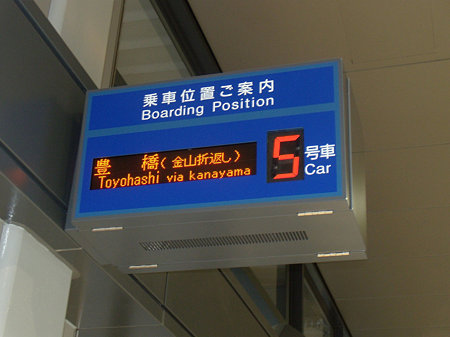 乗車位置ご案内
Boarding Position
豊橋(金山折返し)
Toyohashi via kanayama
5号車
Car